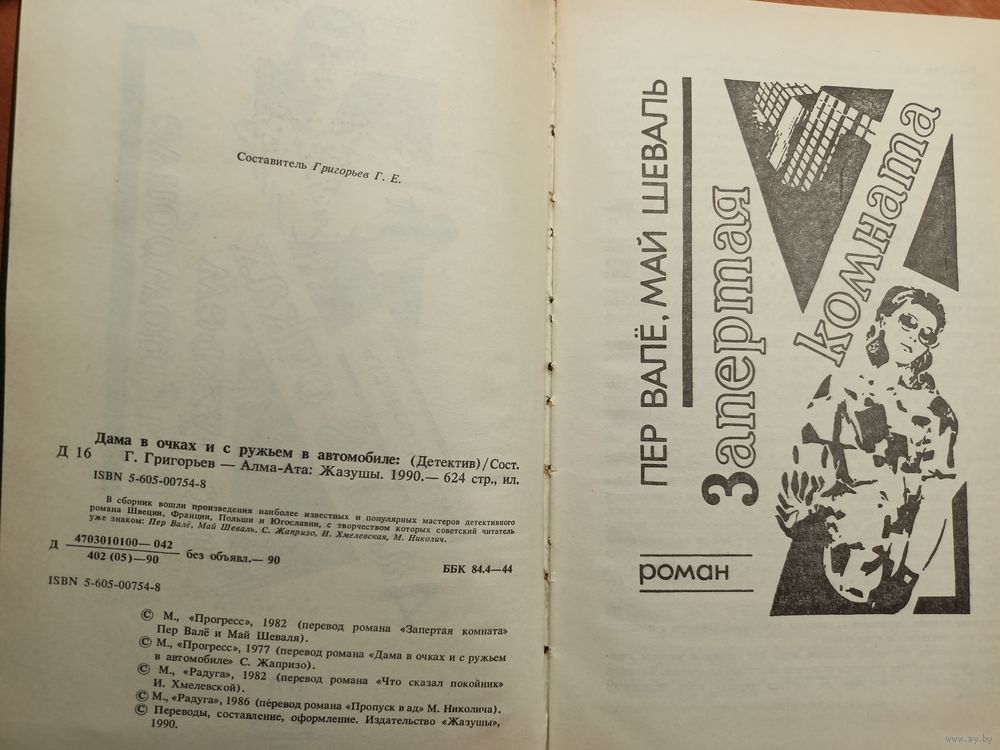 Составитель Григорьев Г. Е.
Дама в очках и с ружьем в автомобиле: (Детектив)/Сост.
Д 16 Г. Григорьев — Алма-Ата: Жазушы. 1990.— 624 стр., ил.
ISBN 5-605-00754-8
В сборник вошли произведения наиболее известных и популярных мастеров детективного
романа Швеции, Франции, Польши и Югославии, с творчеством которых советский читатель
уже знаком: Пер Валё, Май Шеваль, С. Жапризо, И. Хмелевская, М. Николич.
Д 4703010100—042
402 (05)—90 без объявл.— 90
ББК 84.4—44
ISBN 5-605-00754-8
© М., «Прогресс», 1982 (перевод романа «Запертая комната»
Пер Валё и Май Шеваля).
© М., «Прогресс», 1977 (перевод романа «Дама в очках и с ружьем
в автомобиле» С. Жапризо).
© М., «Радуга», 1982 (перевод романа «Что сказал покойник»
И. Хмелевской).
© М., «Радуга», 1986 (перевод романа «Пропуск в ад» М. Николича).
© Переводы, составление, оформление. Издательство «Жазушы»,
1990.
ПЕР ВАЛЁ, МАЙ ШЕВАЛЬ
Запертая
комната
роман
www.ay.by